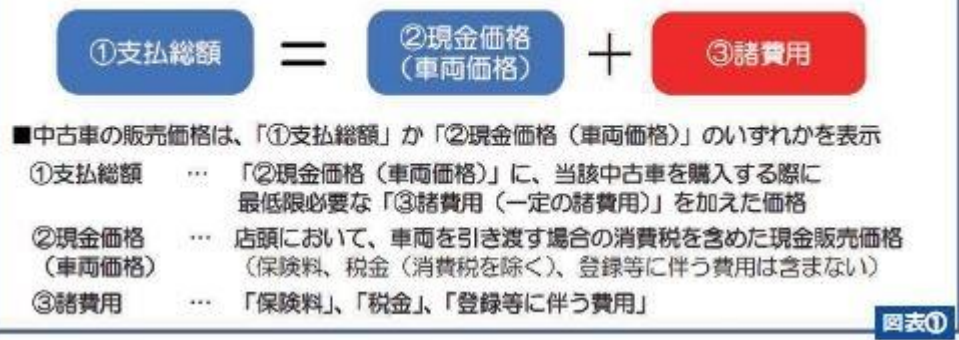 ①支払総額 = ②現金価格
（車両価格） + ③諸費用
■中古車の販売価格は、「①支払総額」か「②現金価格（車両価格）」のいずれかを表示
①支払総額 … 「②現金価格（車両価格）」に、当該中古車を購入する際に
最低限必要な「③諸費用（一定の諸費用）」を加えた価格
②現金価格 … 店頭において、車両を引き渡す場合の消費税を含めた現金販売価格
（車両価格） （保険料、税金（消費税を除く）、登録等に伴う費用は含まない）
③諸費用 … 「保険料」、「税金」、「登録等に伴う費用」
図表①